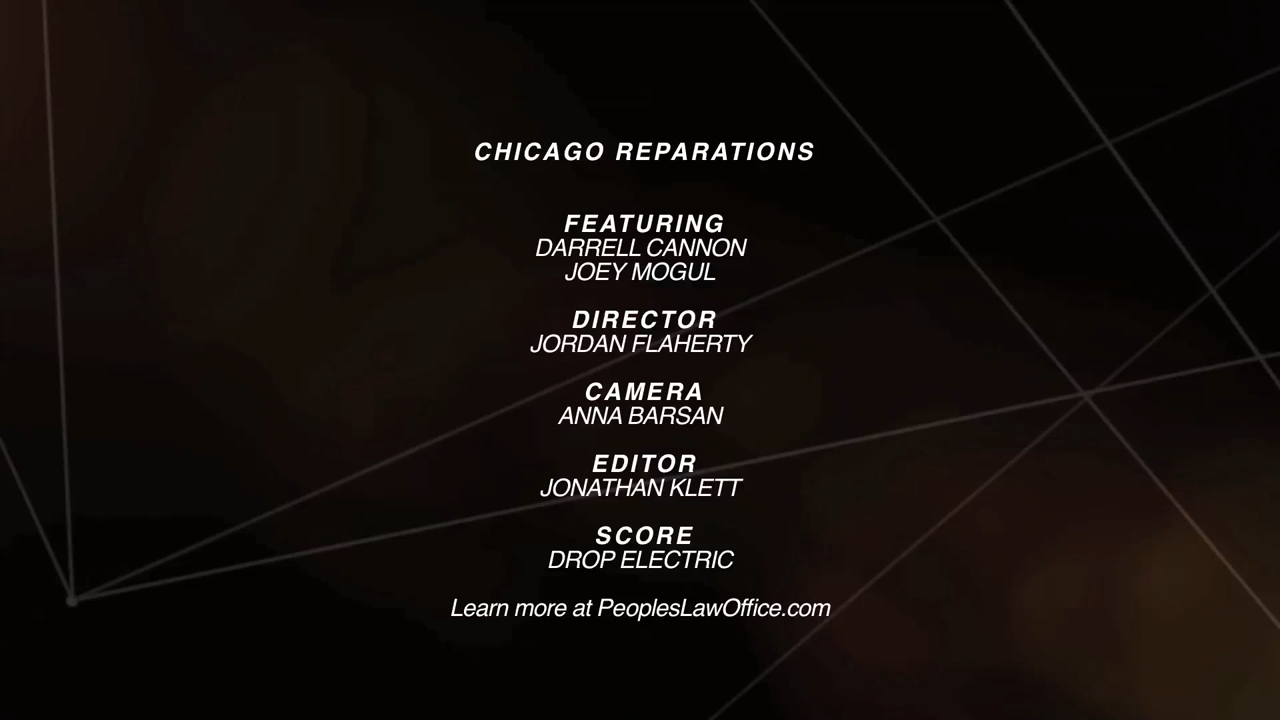 CHICAGO REPARATIONS
FEATURING
DARRELL CANNON
JOEY MOGUL
DIRECTOR
JORDAN FLAHERTY
CAMERA
ANNA BARSAN
EDITOR
JONATHAN KLETT
SCORE
DROP ELECTRIC
Learn more at PeoplesLawOffice.com